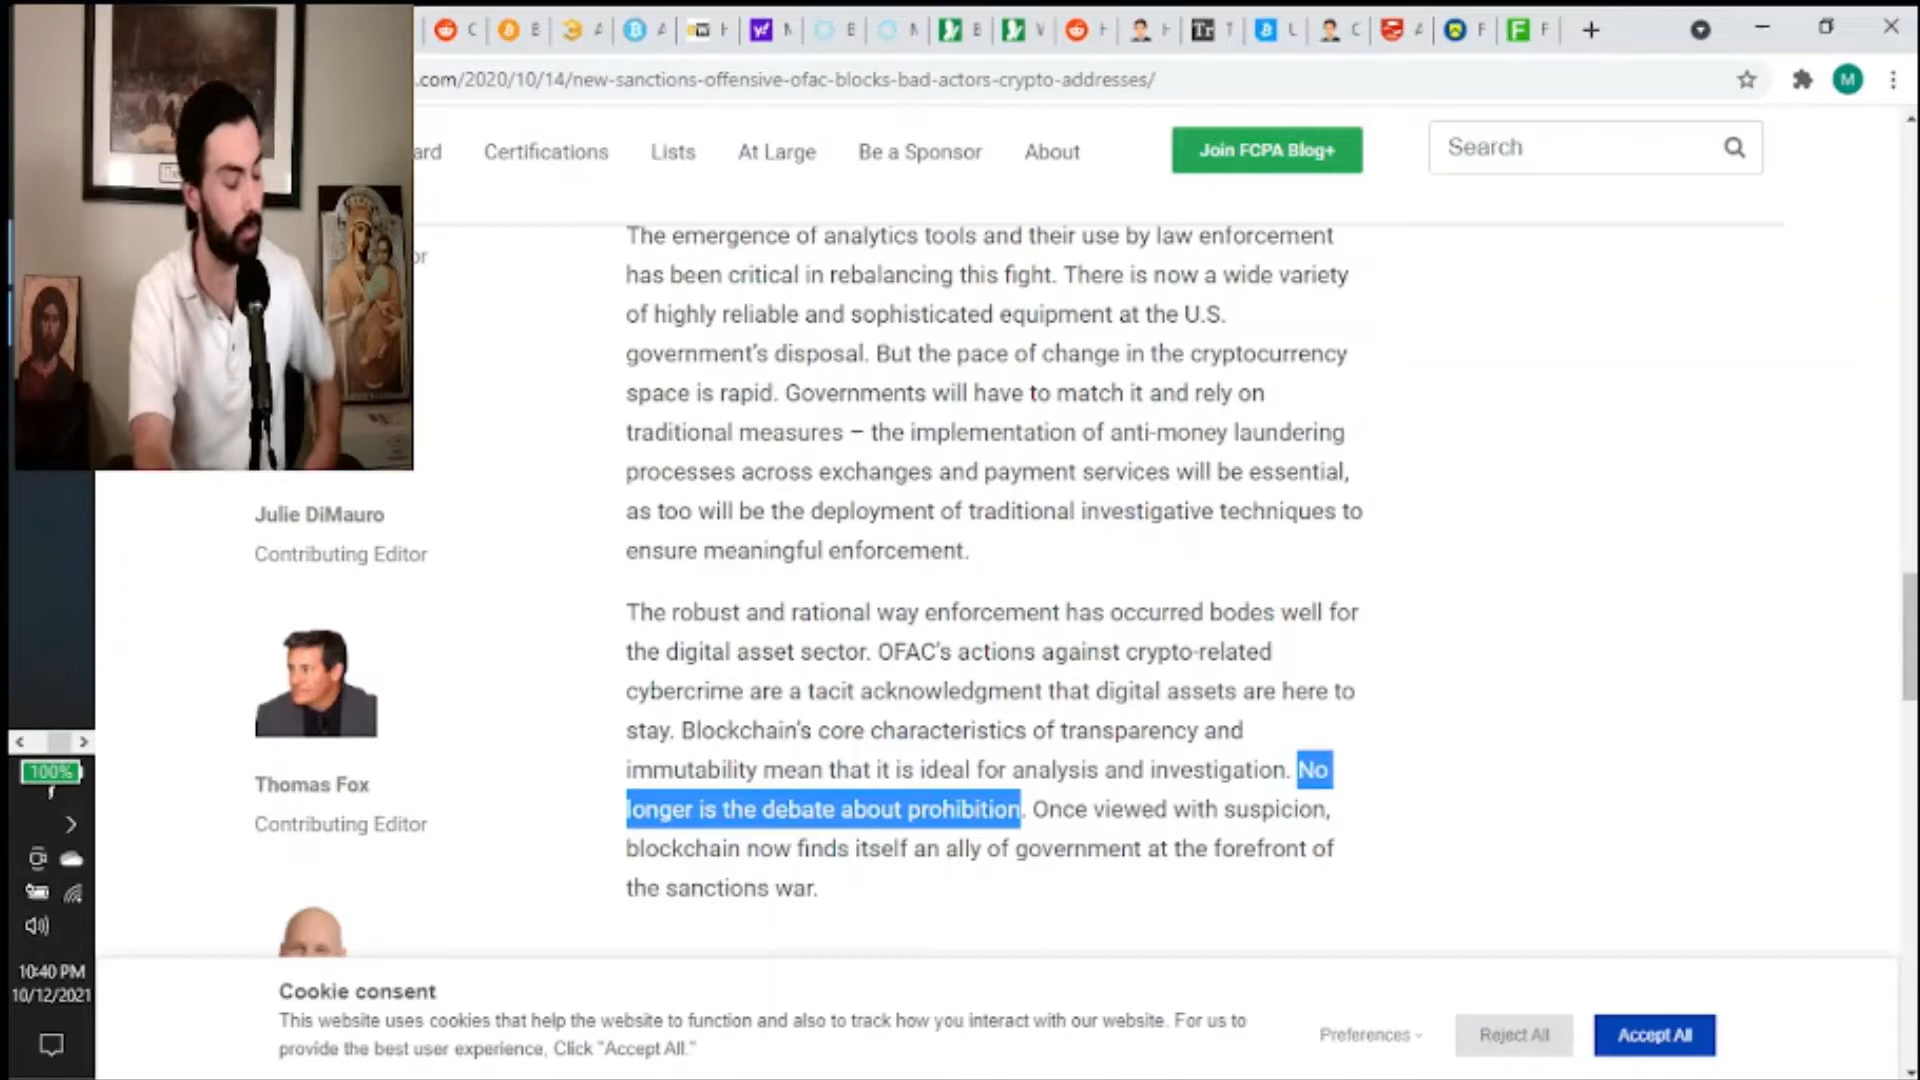 .com/2020/10/14/new-sanctions-offensive-ofac-blocks-bad-actors-crypto-addresses/
M
ard Certifications Lists At Large Be a Sponsor About Join FCPA Blog+ Search
or
The emergence of analytics tools and their use by law enforcement
has been critical in rebalancing this fight. There is now a wide variety
of highly reliable and sophisticated equipment at the U.S.
government's disposal. But the pace of change in the cryptocurrency
space is rapid. Governments will have to match it and rely on
traditional measures – the implementation of anti-money laundering
processes across exchanges and payment services will be essential,
as too will be the deployment of traditional investigative techniques to
ensure meaningful enforcement.
The robust and rational way enforcement has occurred bodes well for
the digital asset sector. OFAC's actions against crypto-related
cybercrime are a tacit acknowledgment that digital assets are here to
stay. Blockchain's core characteristics of transparency and
immutability mean that it is ideal for analysis and investigation. No
longer is the debate about prohibition. Once viewed with suspicion,
blockchain now finds itself an ally of government at the forefront of
the sanctions war.
Julie DiMauro
Contributing Editor
Thomas Fox
Contributing Editor
100%
10:40 PM
10/12/2021
Cookie consent
This website uses cookies that help the website to function and also to track how you interact with our website. For us to
provide the best user experience, Click "Accept All."
Preferences
Reject All
Accept All